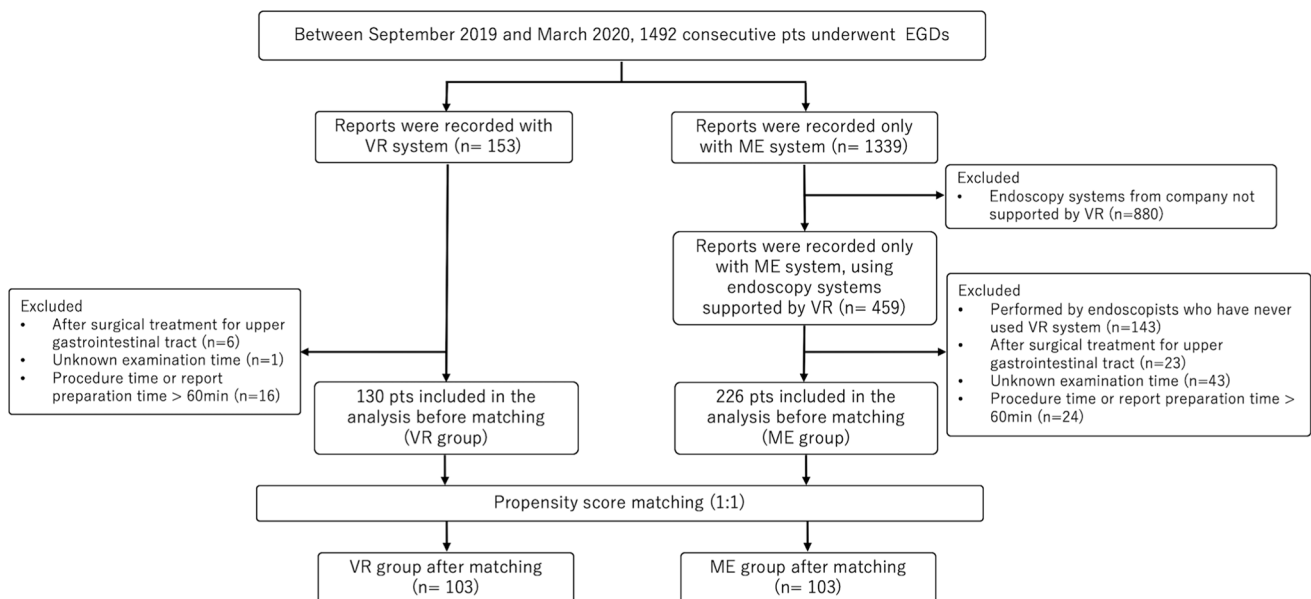 Between September 2019 and March 2020, 1492 consecutive pts underwent EGDs
Reports were recorded with
VR system (n= 153)
Reports were recorded only
with ME system (n= 1339)
Excluded
• Endoscopy systems from company not
supported by VR (n=880)
Reports were recorded only
with ME system, using
endoscopy systems
supported by VR (n= 459)
Excluded
• After surgical treatment for upper
gastrointestinal tract (n=6)
• Unknown examination time (n=1)
• Procedure time or report
preparation time > 60min (n=16)
Excluded
• Performed by endoscopists who have never
used VR system (n=143)
• After surgical treatment for upper
gastrointestinal tract (n=23)
• Unknown examination time (n=43)
• Procedure time or report preparation time >
60min (n=24)
130 pts included in the
analysis before matching
(VR group)
226 pts included in the
analysis before matching
(ME group)
Propensity score matching (1:1)
VR group after matching
(n= 103)
ME group after matching
(n= 103)